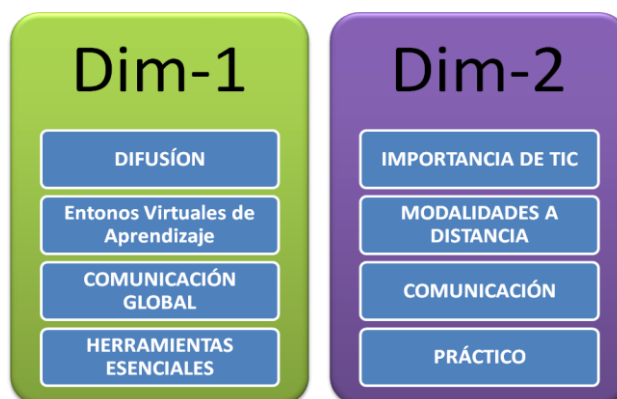 Dim-1
DIFUSÍON
Entonos Virtuales de
Aprendizaje
COMUNICACIÓN
GLOBAL
HERRAMIENTAS
ESENCIALES
Dim-2
IMPORTANCIA DE TIC
MODALIDADES A
DISTANCIA
COMUNICACIÓN
PRÁCTICO